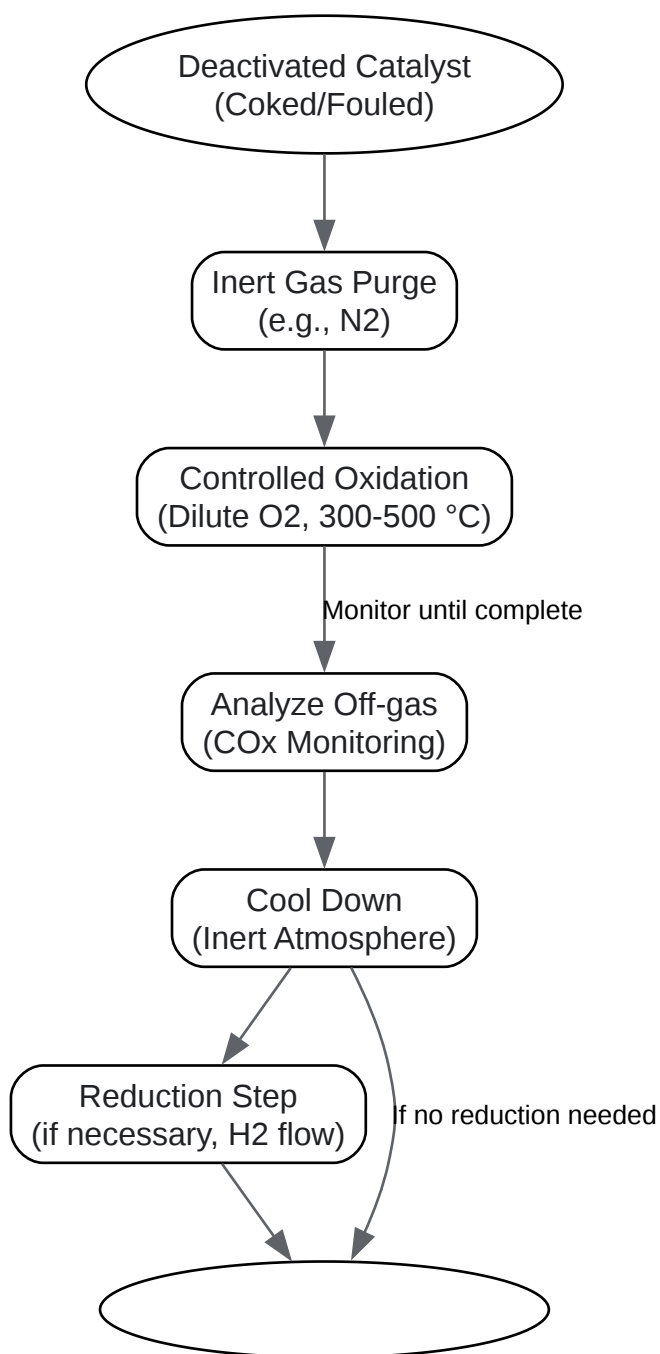 Deactivated Catalyst
(Coked/Fouled)
Inert Gas Purge
(e.g., N2)
Controlled Oxidation
(Dilute O2, 300-500 °C)
Monitor until complete
Analyze Off-gas
(COx Monitoring)
Cool Down
(Inert Atmosphere)
Reduction Step
(if necessary, H2 flow)
If no reduction needed